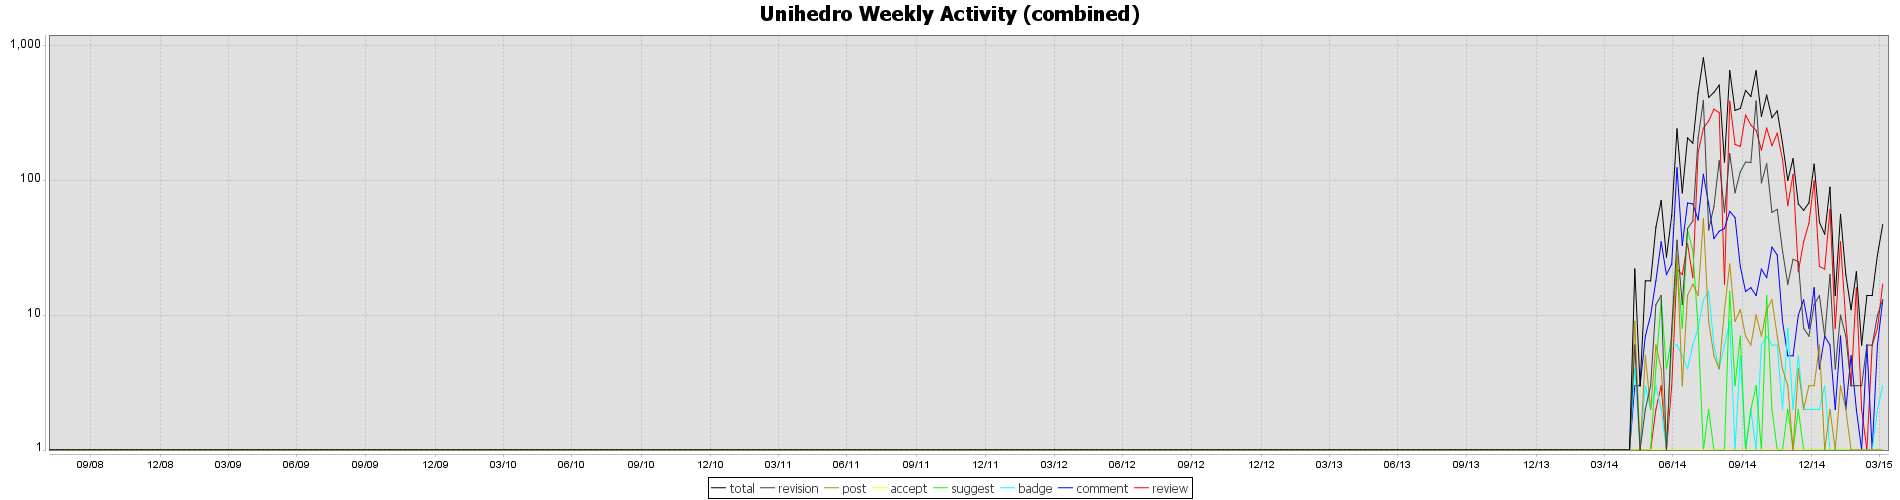 Unihedro Weekly Activity (combined)
1,000
100
10
1
09/08 12/08 03/09 06/09 09/09 12/09 03/10 06/10 09/10 12/10 03/11 06/11 09/11 12/11 03/12 06/12 09/12 12/12 03/13 06/13 09/13 12/13 03/14 06/14 09/14 12/14 03/15
total revision post accept suggest badge comment review